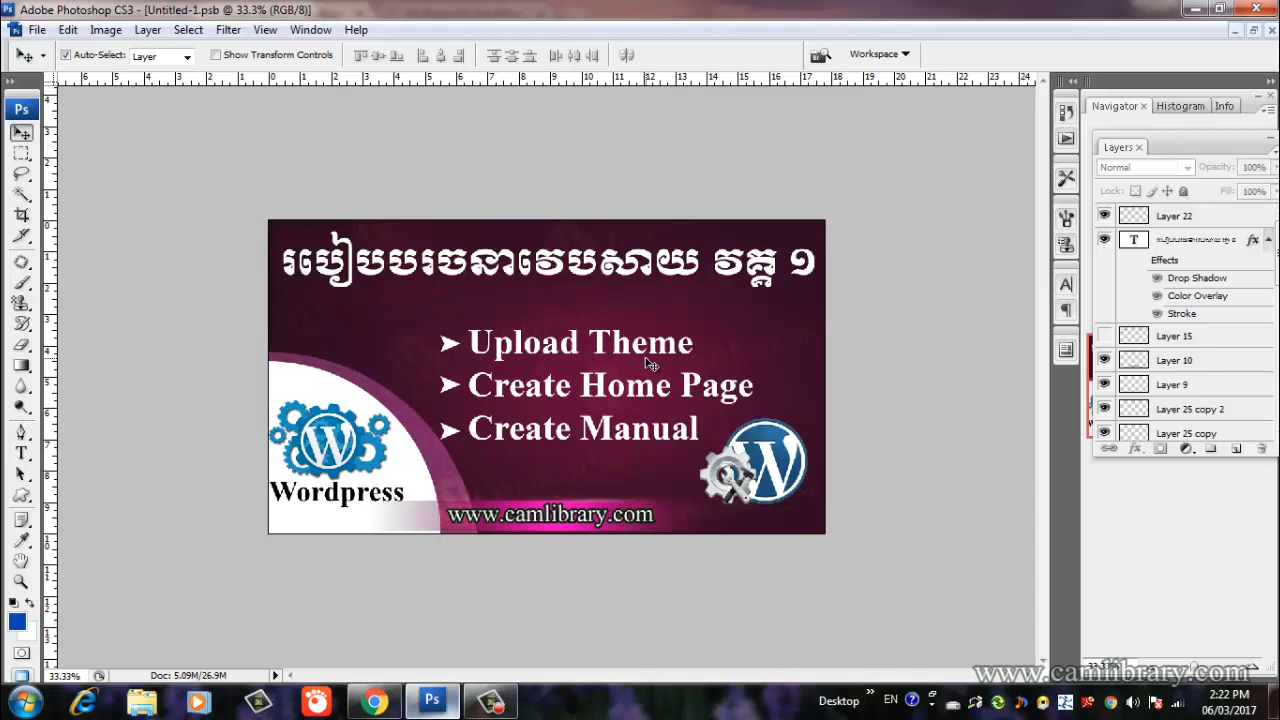 Adobe Photoshop CS3 - [Untitled-1.psb @ 33.3% (RGB/8)]
File Edit Image Layer Select Filter View Window Help
Auto-Select: Layer Show Transform Controls Workspace
Navigator Histogram Info
Layers
Normal Opacity: 100%
Lock: Fill: 100%
Layer 22
Effects
Drop Shadow
Color Overlay
Stroke
Layer 15
Layer 10
Layer 9
Layer 25 copy 2
Layer 25 copy
របៀបបរចនាវេបសាយ វគ្គ ១
Upload Theme
Create Home Page
Create Manual
Wordpress
www.camlibrary.com
33.33% Doc: 5.09M/26.9M
www.camlibrary.com
Desktop EN 2:22 PM
06/03/2017